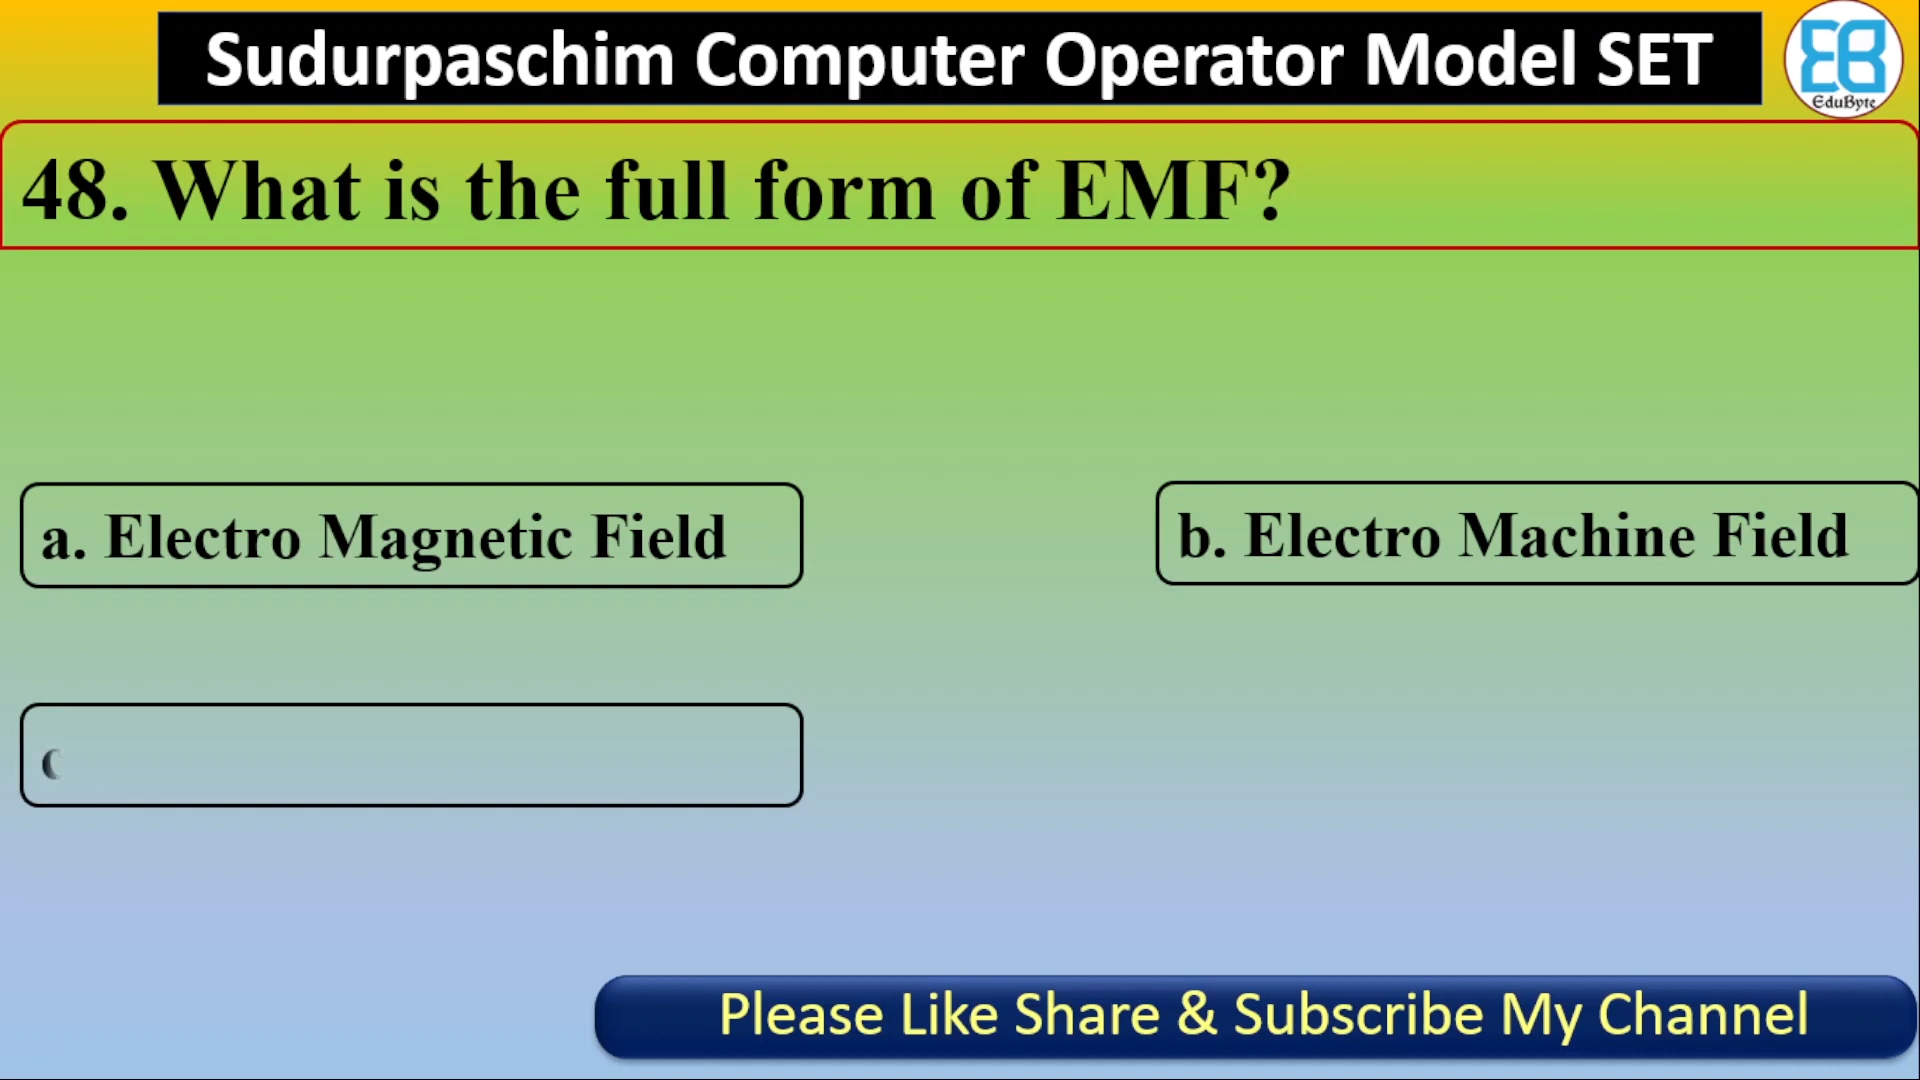 Sudurpaschim Computer Operator Model SET
EduByte
48. What is the full form of EMF?
a. Electro Magnetic Field
b. Electro Machine Field
Please Like Share & Subscribe My Channel